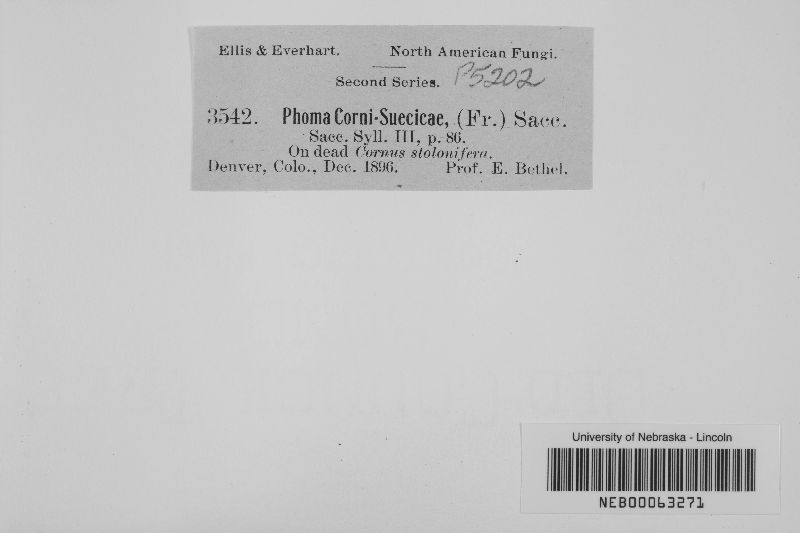 Ellis & Everhart. North American Fungi.
Second Series. P5202
3542. Phoma Corni-Suecicae, (Fr.) Sacc.
Sacc. Syll. III, p. 86.
On dead Cornus stolonifera.
Denver, Colo., Dec. 1896. Prof. E. Bethel.
University of Nebraska - Lincoln
NEB00063271